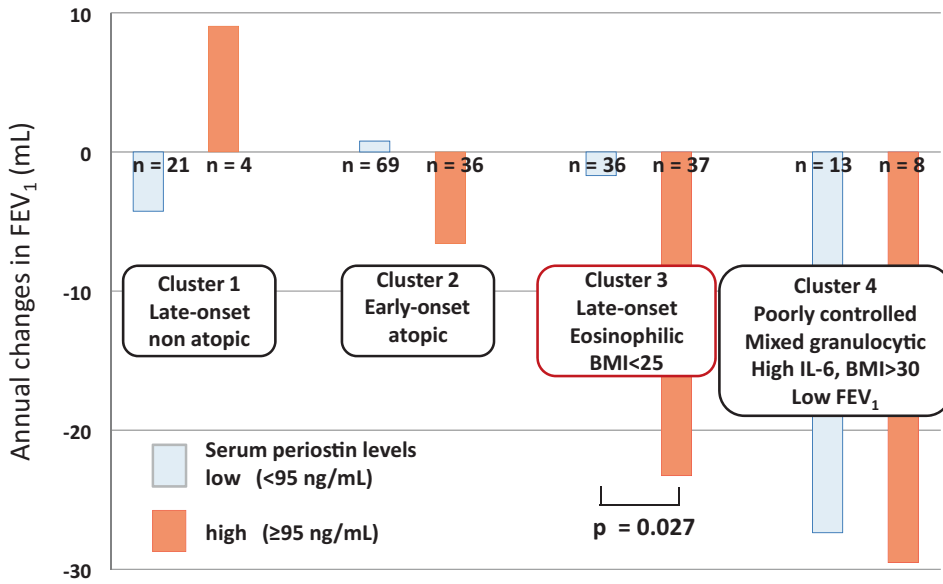 Annual changes in FEV1 (mL)
10
0
-10
-20
-30
n = 21
n = 4
n = 69
n = 36
n = 36
n = 37
n = 13
n = 8
Cluster 1
Late-onset
non atopic
Cluster 2
Early-onset
atopic
Cluster 3
Late-onset
Eosinophilic
BMI<25
Cluster 4
Poorly controlled
Mixed granulocytic
High IL-6, BMI>30
Low FEV1
Serum periostin levels
low (<95 ng/mL)
high (≥95 ng/mL)
p = 0.027